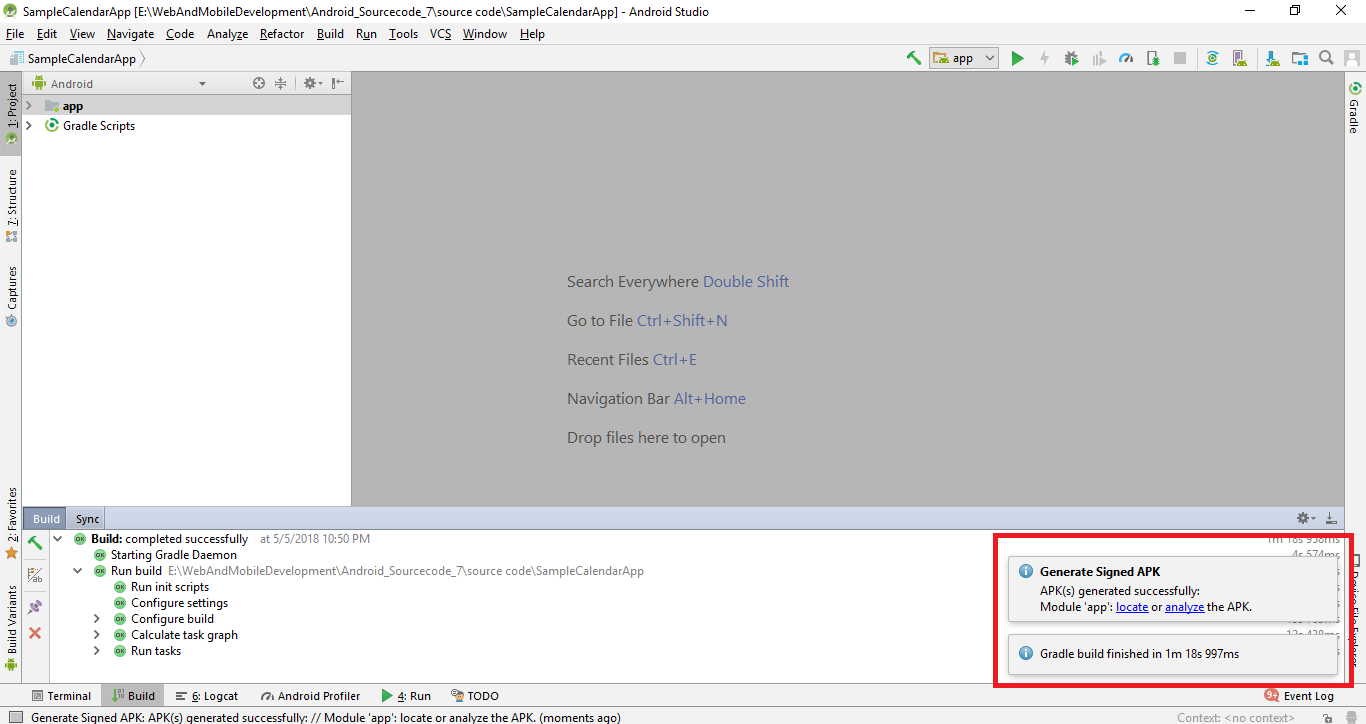 SampleCalendarApp [E:\WebAndMobileDevelopment\Android_Sourcecode_7\source code\SampleCalendarApp] - Android Studio
File Edit View Navigate Code Analyze Refactor Build Run Tools VCS Window Help
SampleCalendarApp
app
1: Project
Android
app
Gradle Scripts
7: Structure
Captures
2: Favorites
Build Variants
Gradle
Search Everywhere Double Shift
Go to File Ctrl+Shift+N
Recent Files Ctrl+E
Navigation Bar Alt+Home
Drop files here to open
Build Sync
Build: completed successfully at 5/5/2018 10:50 PM
1m 18s 958ms
Starting Gradle Daemon
4s 574ms
Run build E:\WebAndMobileDevelopment\Android_Sourcecode_7\source code\SampleCalendarApp
Run init scripts
Configure settings
Configure build
Calculate task graph
Run tasks
Generate Signed APK
APK(s) generated successfully:
Module 'app': locate or analyze the APK.
Gradle build finished in 1m 18s 997ms
Device File Explorer
Terminal Build 6: Logcat Android Profiler 4: Run TODO
9+ Event Log
Generate Signed APK: APK(s) generated successfully: // Module 'app': locate or analyze the APK. (moments ago)
Context: <no context>